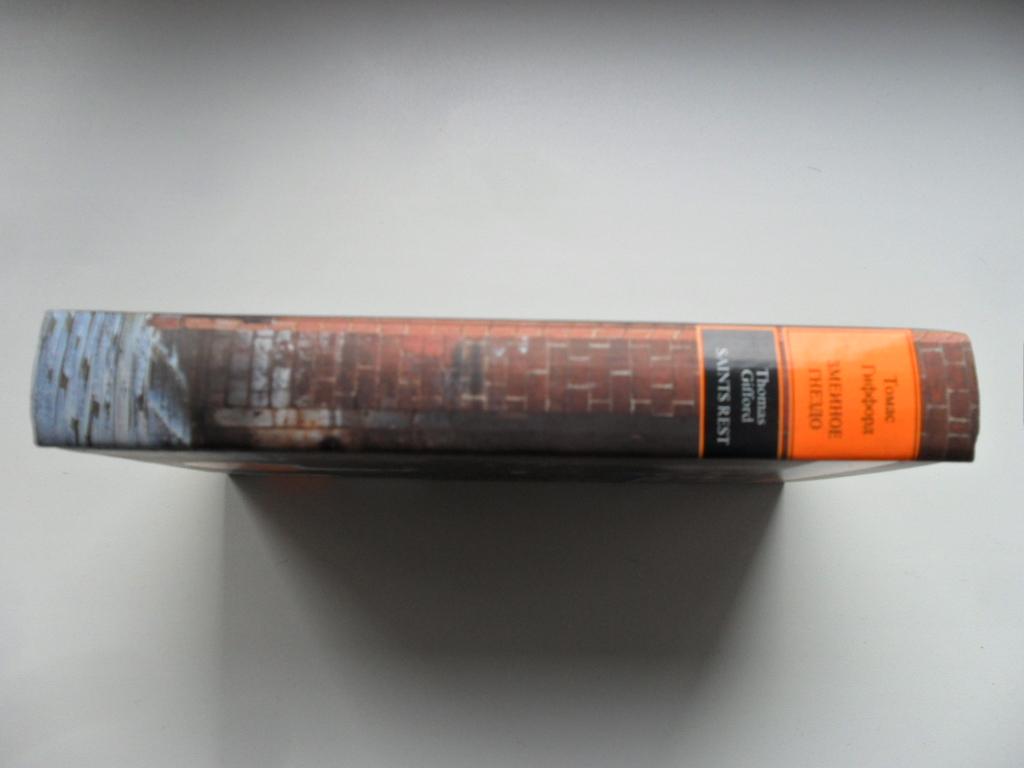 Томас
Гиффорд
ЗМЕИНОЕ
ГНЕЗДО
Thomas
Gifford
SAINTS REST